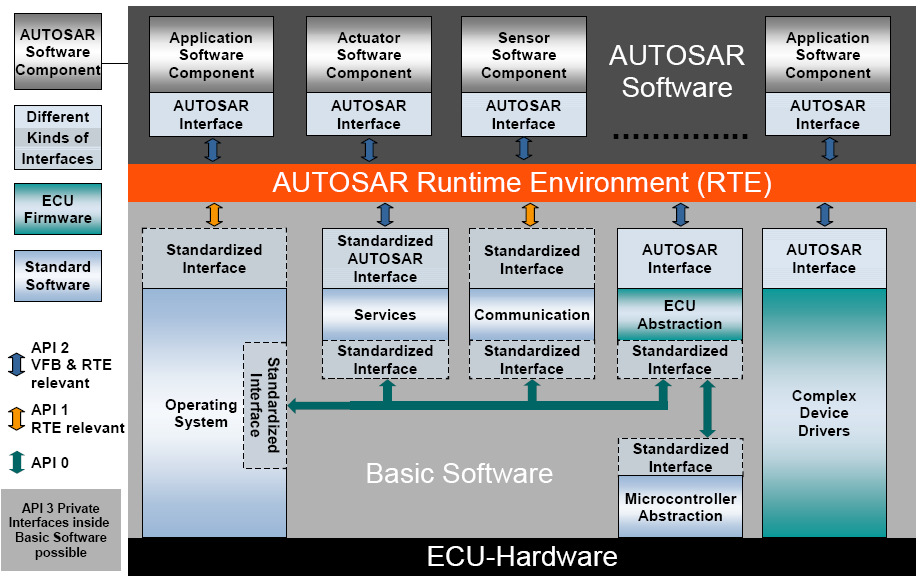 AUTOSAR
Software
Component
Different
Kinds of
Interfaces
ECU
Firmware
Standard
Software
API 2
VFB & RTE
relevant
API 1
RTE relevant
API 0
API 3 Private
Interfaces inside
Basic Software
possible
Application
Software
Component
AUTOSAR
Interface
Actuator
Software
Component
AUTOSAR
Interface
Sensor
Software
Component
AUTOSAR
Interface
AUTOSAR
Software
Application
Software
Component
AUTOSAR
Interface
AUTOSAR Runtime Environment (RTE)
Standardized
Interface
Operating
System
Standardized
Interface
Standardized
AUTOSAR
Interface
Services
Standardized
Interface
Standardized
Interface
Communication
Standardized
Interface
AUTOSAR
Interface
ECU
Abstraction
Standardized
Interface
Standardized
Interface
Microcontroller
Abstraction
AUTOSAR
Interface
Complex
Device
Drivers
Basic Software
ECU-Hardware